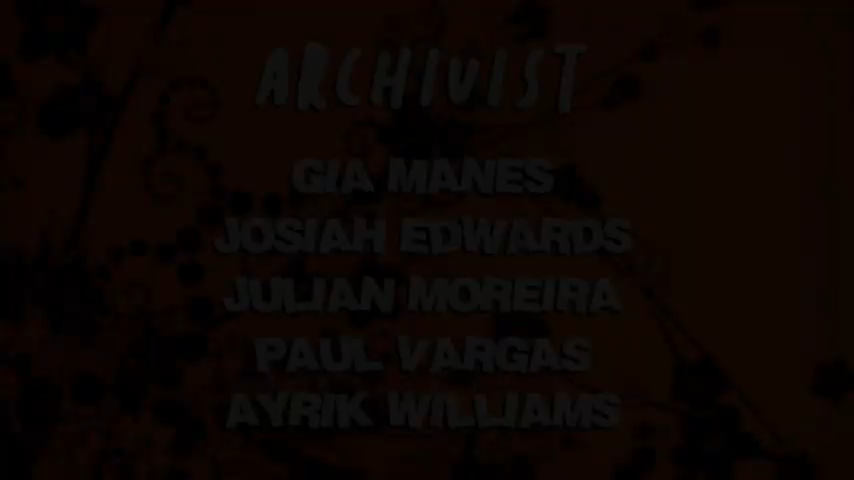 ARCHIVIST
GIA MANES
JOSIAH EDWARDS
JULIAN MOREIRA
PAUL VARGAS
AYRIK WILLIAMS